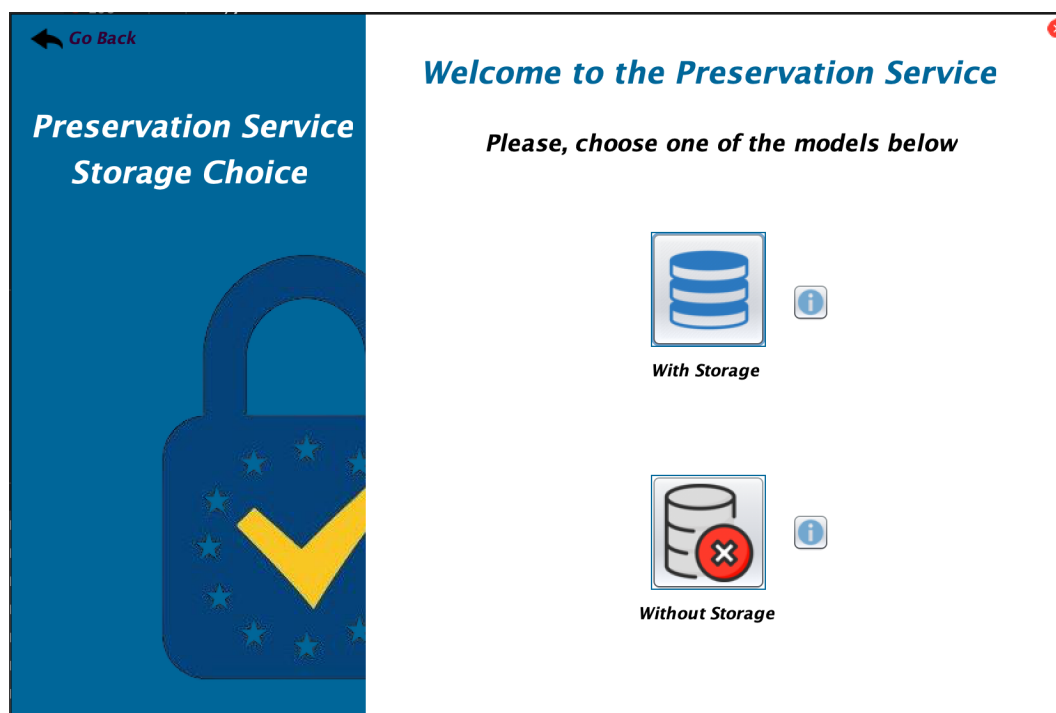 Go Back
Preservation Service
Storage Choice
Welcome to the Preservation Service
Please, choose one of the models below
With Storage
Without Storage